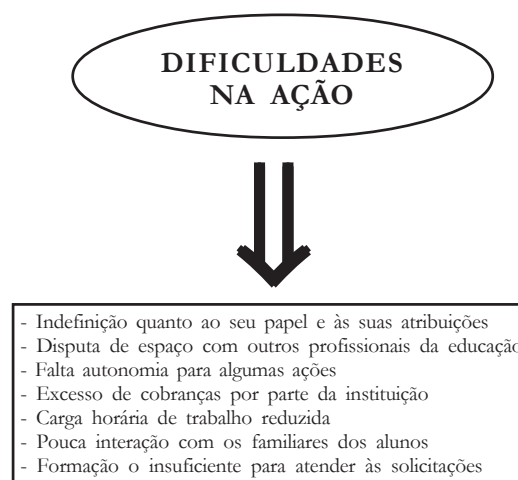 DIFICULDADES
NA AÇÃO
- Indefinição quanto ao seu papel e às suas atribuições
- Disputa de espaço com outros profissionais da educação
- Falta autonomia para algumas ações
- Excesso de cobranças por parte da instituição
- Carga horária de trabalho reduzida
- Pouca interação com os familiares dos alunos
- Formação o insuficiente para atender às solicitações